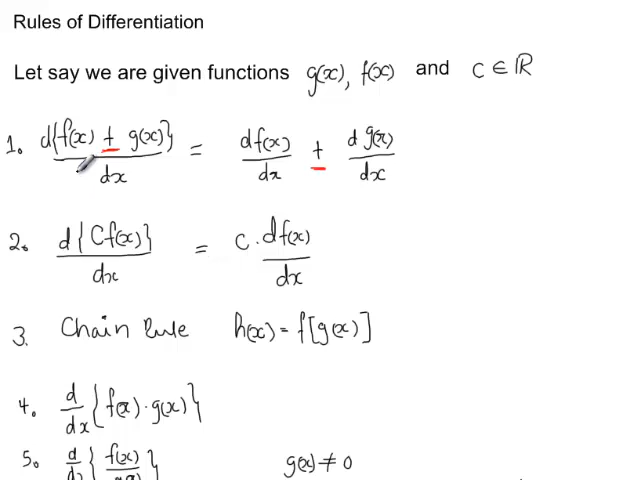 Rules of Differentiation
Let say we are given functions g(x), f(x) and c ∈ ℝ
1. d{f(x) + g(x)}/dx = df(x)/dx + dg(x)/dx
2. d{Cf(x)}/dx = c · df(x)/dx
3. Chain Rule h(x) = f[g(x)]
4. d/dx {f(x) · g(x)}
5. d/dx { f(x)/g(x) } g(x) ≠ 0